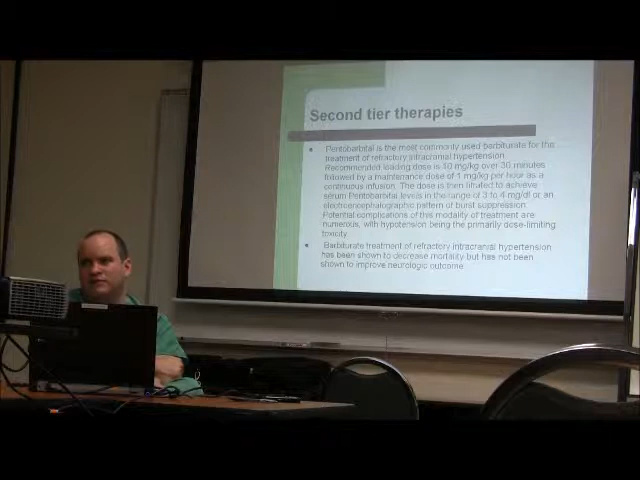 Second tier therapies
Pentobarbital is the most commonly used barbiturate for the
treatment of refractory intracranial hypertension.
Recommended loading dose is 10 mg/kg over 30 minutes
followed by a maintenance dose of 1 mg/kg per hour as a
continuous infusion. The dose is then titrated to achieve
serum Pentobarbital levels in the range of 3 to 4 mg/dl or an
electroencephalographic pattern of burst suppression.
Potential complications of this modality of treatment are
numerous, with hypotension being the primarily dose-limiting
toxicity.
Barbiturate treatment of refractory intracranial hypertension
has been shown to decrease mortality but has not been
shown to improve neurologic outcome.